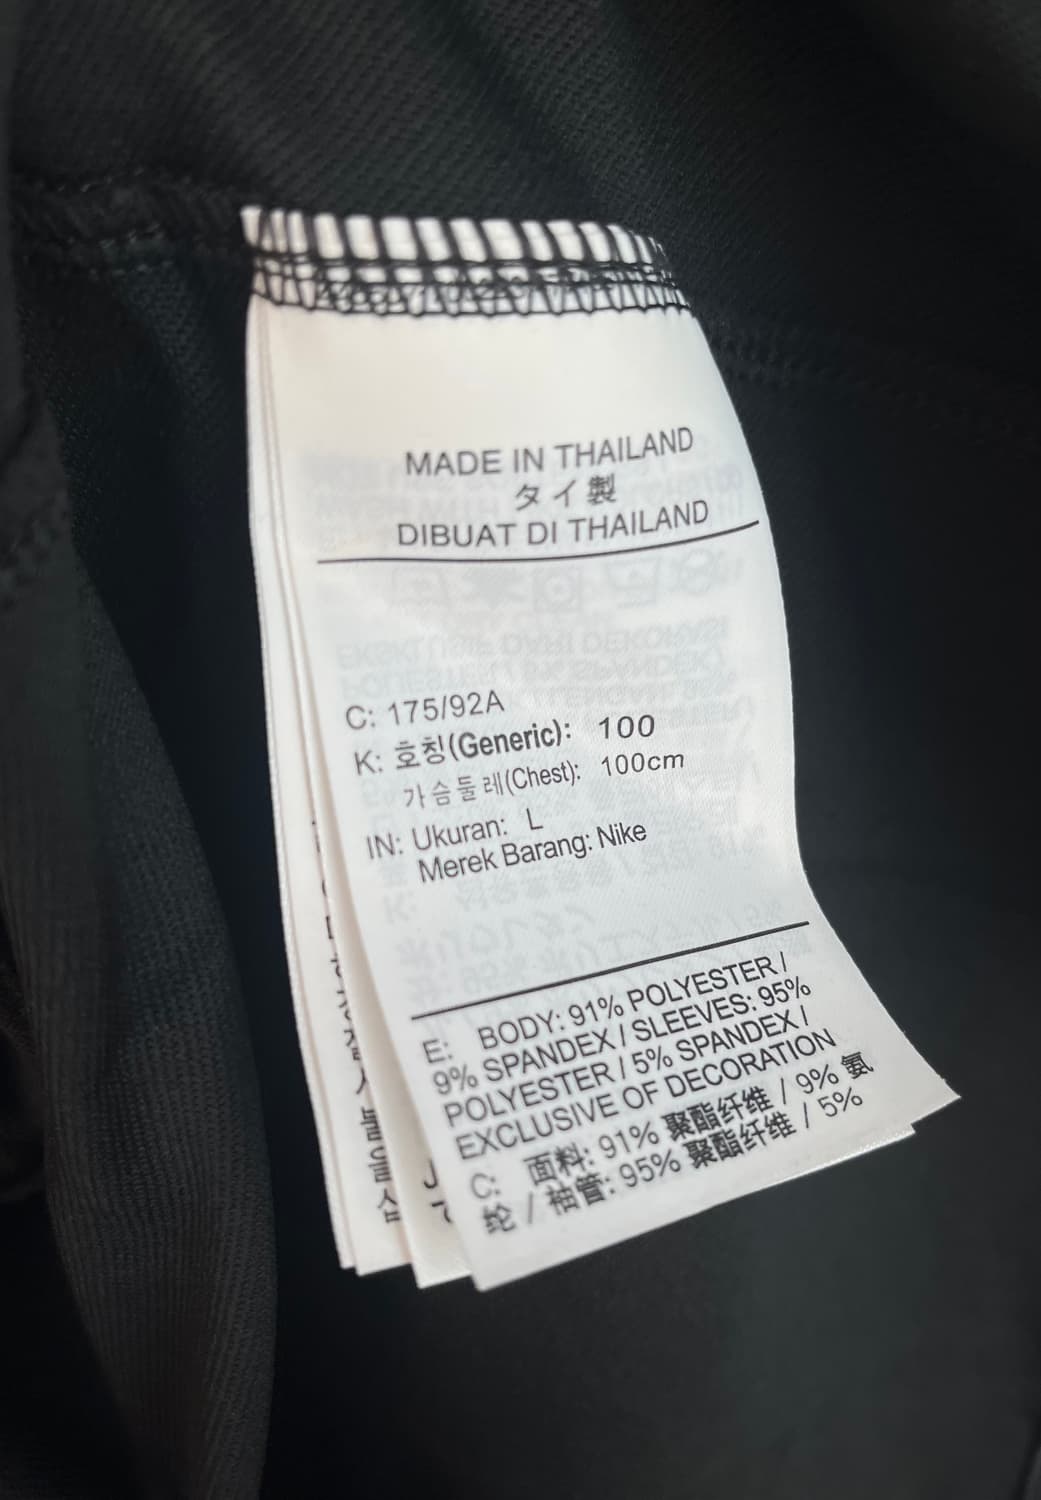 MADE IN THAILAND
タイ製
DIBUAT DI THAILAND
C: 175/92A
K: 호칭(Generic): 100
가슴둘레(Chest): 100cm
IN: Ukuran: L
Merek Barang: Nike
E: BODY: 91% POLYESTER /
9% SPANDEX / SLEEVES: 95%
POLYESTER / 5% SPANDEX /
EXCLUSIVE OF DECORATION
C: 面料: 91% 聚酯纤维 / 9% 氨
纶 / 袖管: 95% 聚酯纤维 / 5%